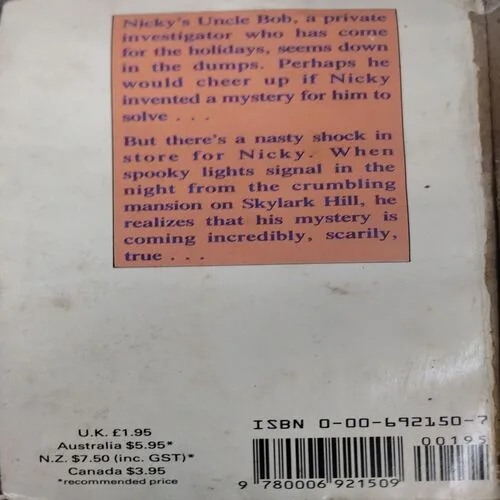 Nicky's Uncle Bob, a private
investigator who has come
for the holidays, seems down
in the dumps. Perhaps he
would cheer up if Nicky
invented a mystery for him to
solve . . .
But there's a nasty shock in
store for Nicky. When
spooky lights signal in the
night from the crumbling
mansion on Skylark Hill, he
realizes that his mystery is
coming incredibly, scarily,
true . . .
U.K. £1.95
Australia $5.95*
N.Z. $7.50 (inc. GST)*
Canada $3.95
*recommended price
ISBN 0-00-692150-7
00195
9 780006 921509